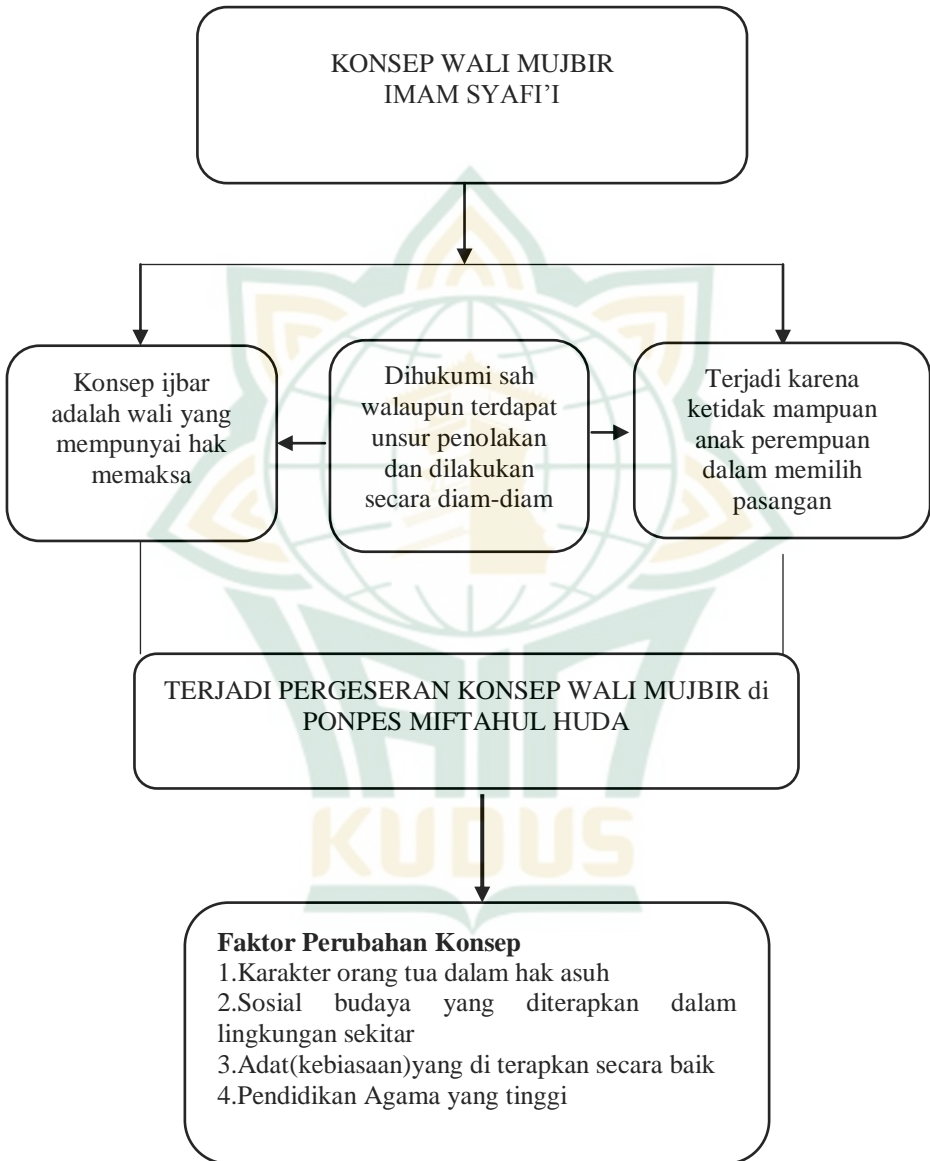 KONSEP WALI MUJBIR
IMAM SYAFI’I
Konsep ijbar
adalah wali yang
mempunyai hak
memaksa
Dihukumi sah
walaupun terdapat
unsur penolakan
dan dilakukan
secara diam-diam
Terjadi karena
ketidak mampuan
anak perempuan
dalam memilih
pasangan
TERJADI PERGESERAN KONSEP WALI MUJBIR di
PONPES MIFTAHUL HUDA
Faktor Perubahan Konsep
1.Karakter orang tua dalam hak asuh
2.Sosial budaya yang diterapkan dalam
lingkungan sekitar
3.Adat(kebiasaan)yang di terapkan secara baik
4.Pendidikan Agama yang tinggi
IAIN
KUDUS